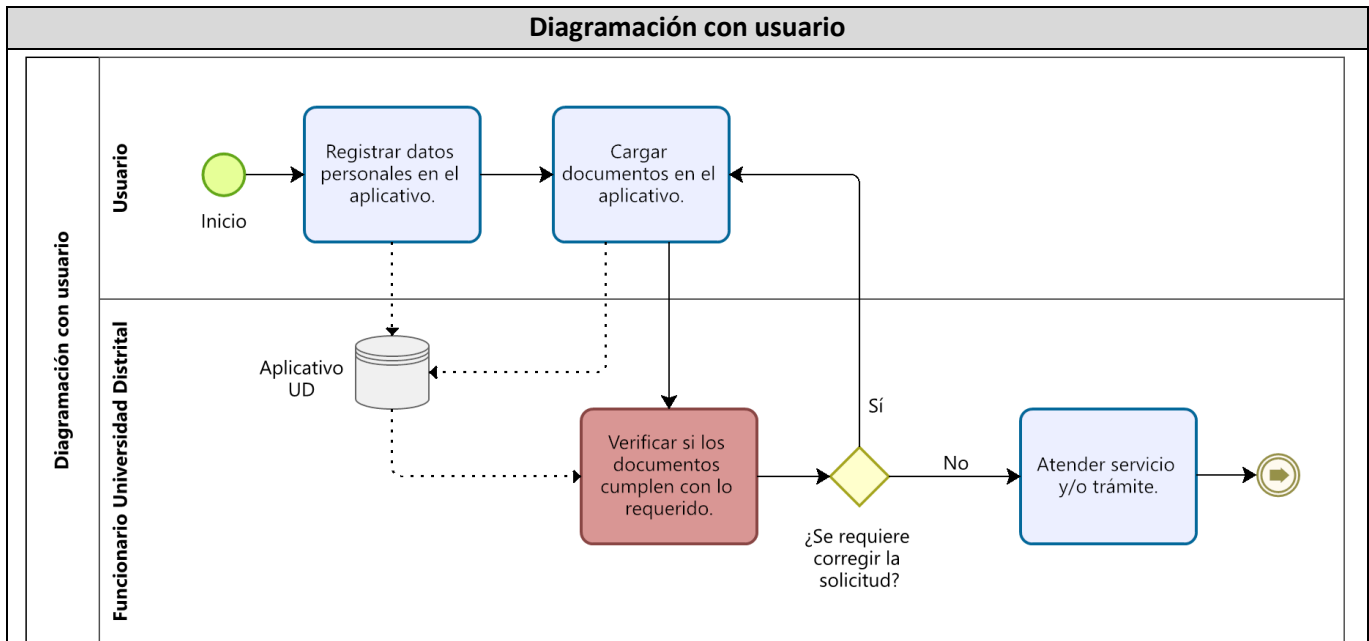 Diagramación con usuario
Diagramación con usuario
Usuario
Inicio
Registrar datos
personales en el
aplicativo.
Cargar
documentos en el
aplicativo.
Funcionario Universidad Distrital
Aplicativo
UD
Verificar si los
documentos
cumplen con lo
requerido.
Sí
¿Se requiere
corregir la
solicitud?
No
Atender servicio
y/o trámite.